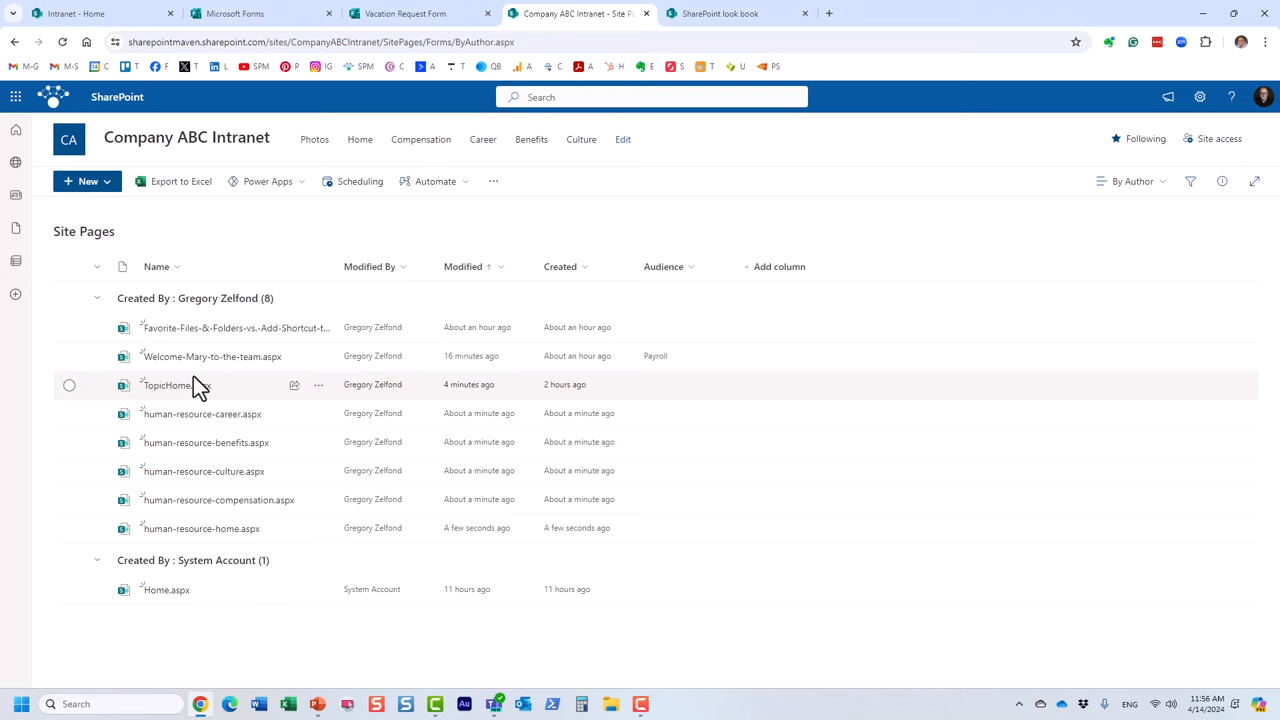 Intranet - SharePoint
Microsoft Forms
Vacation Request Form
Company ABC Intranet - Site Pa
SharePoint look book
sharepointmaven.sharepoint.com/sites/CompanyABCIntranet/SitePages/Forms/ByAuthor.aspx
M-G M-S C T F T L SPM P IG SPM C A T QB A C A H E S T U PS
SharePoint
Search
CA
Company ABC Intranet
Photos Home Compensation Career Benefits Culture Edit
Following Site access
New Export to Excel Power Apps Scheduling Automate ...
By Author
Site Pages
Name Modified By Modified ↑ Created Audience + Add column
Created By : Gregory Zelfond (8)
Favorite-Files-&-Folders-vs.-Add-Shortcut-t... Gregory Zelfond About an hour ago About an hour ago
Welcome-Mary-to-the-team.aspx Gregory Zelfond 16 minutes ago About an hour ago Payroll
Gregory Zelfond 4 minutes ago 2 hours ago
human-resource-career.aspx Gregory Zelfond About a minute ago About a minute ago
human-resource-benefits.aspx Gregory Zelfond About a minute ago About a minute ago
human-resource-culture.aspx Gregory Zelfond About a minute ago About a minute ago
human-resource-compensation.aspx Gregory Zelfond About a minute ago About a minute ago
human-resource-home.aspx Gregory Zelfond A few seconds ago A few seconds ago
Created By : System Account (1)
Home.aspx System Account 11 hours ago 11 hours ago
Search
ENG
11:56 AM
4/14/2024